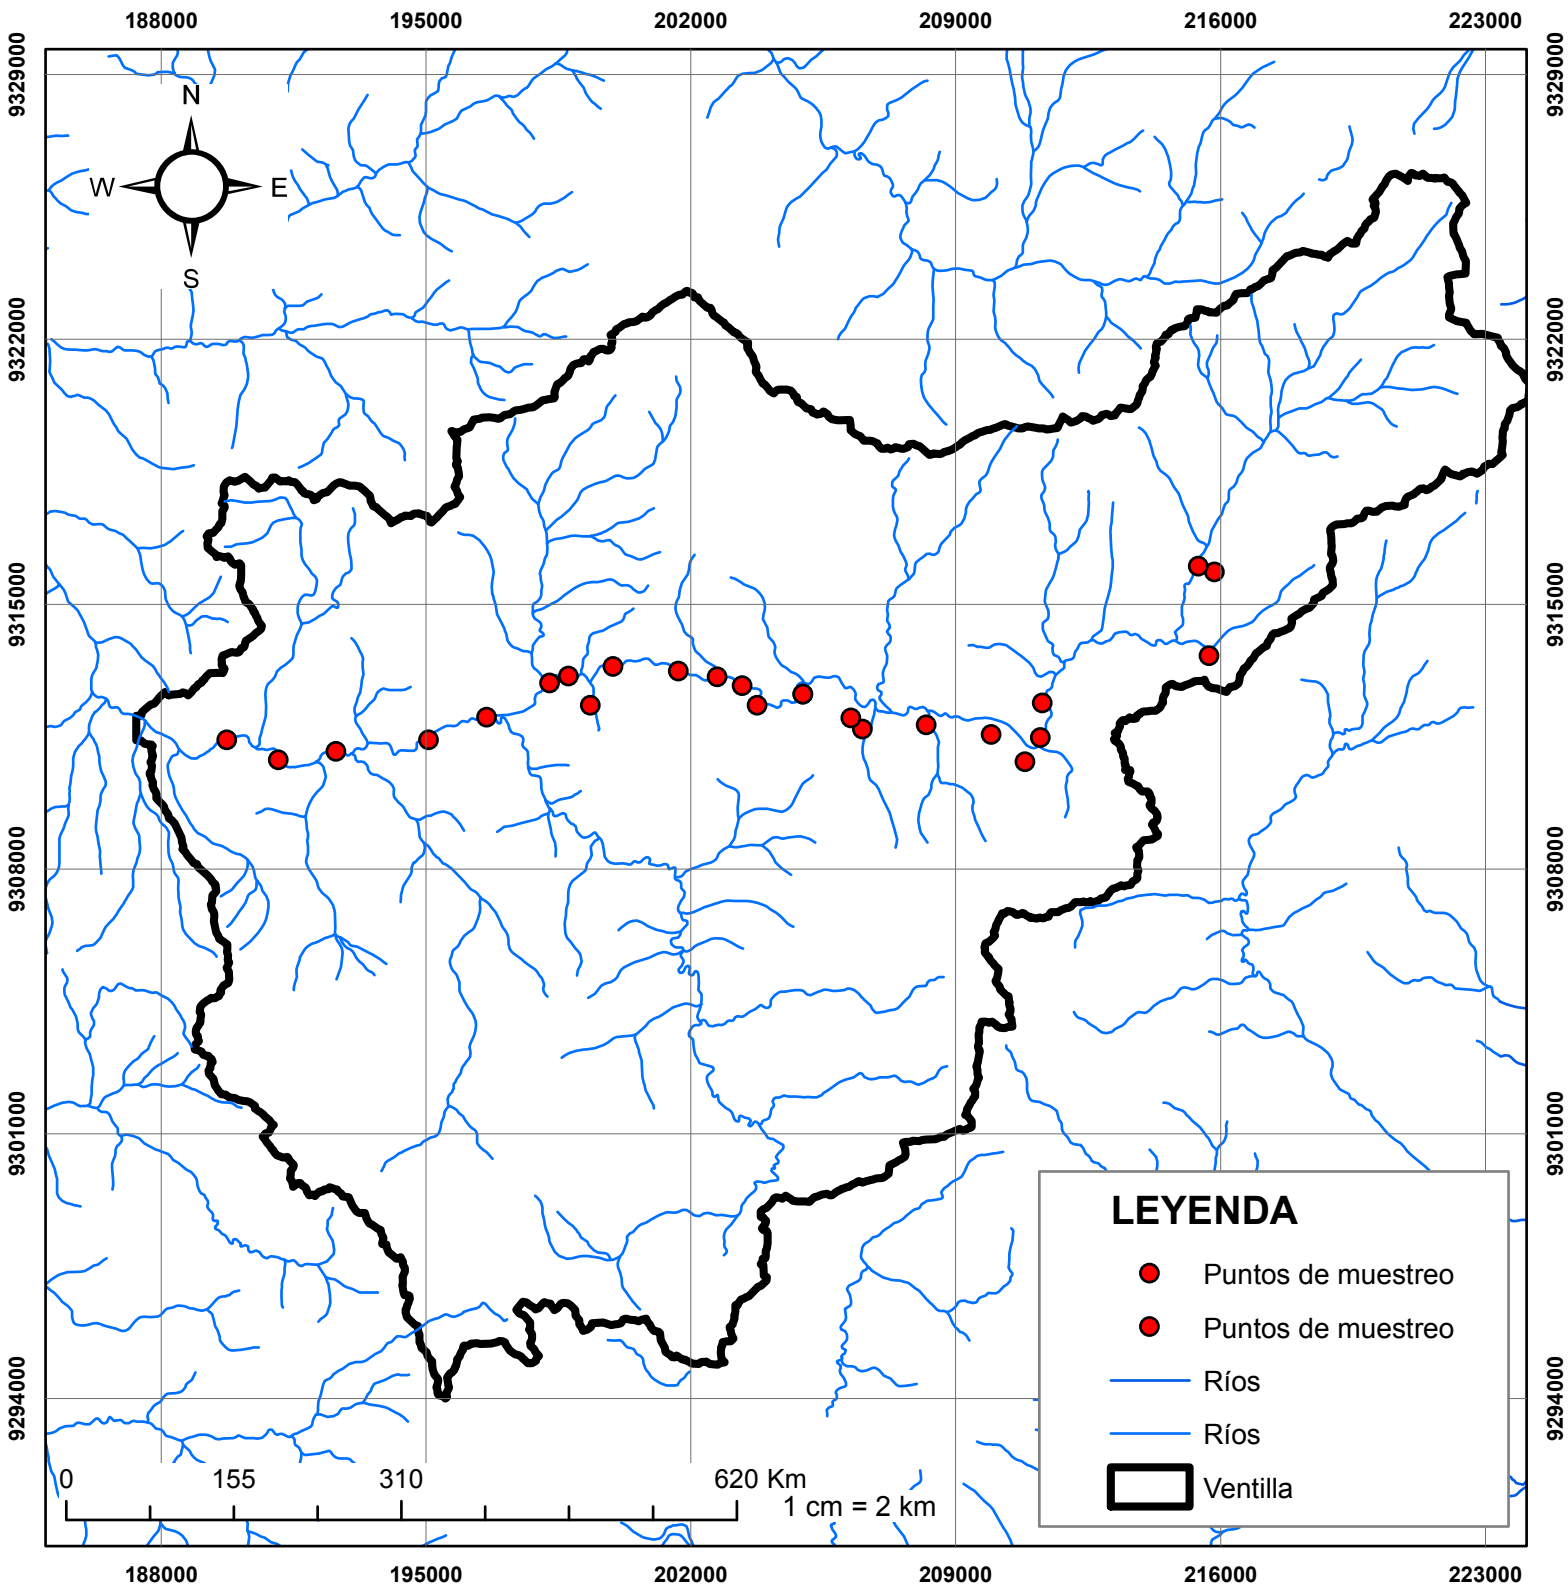 188000 195000 202000 209000 216000 223000
9329000 9329000
N
W E
S
9322000 9322000
9315000 9315000
9308000 9308000
9301000 9301000
LEYENDA
Puntos de muestreo
Puntos de muestreo
Ríos
9294000 9294000
Ríos
Ventilla
0 155 310 620 Km
1 cm = 2 km
188000 195000 202000 209000 216000 223000